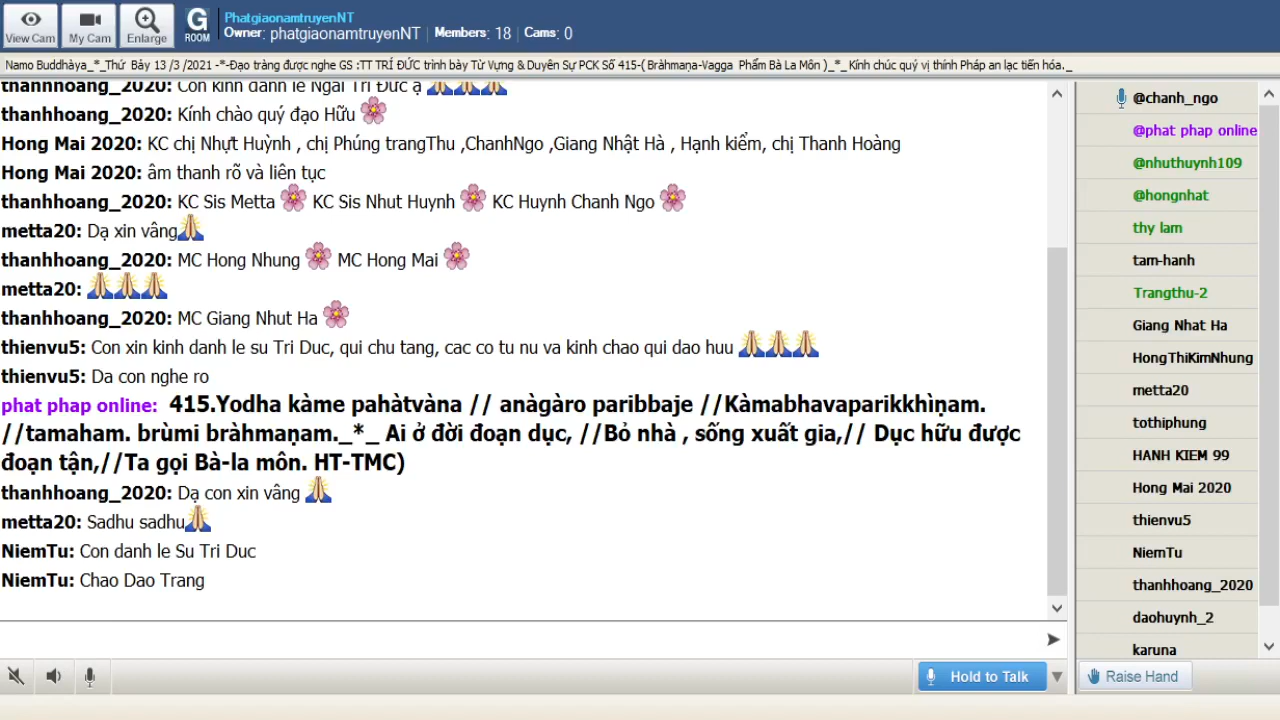 View Cam
My Cam
Enlarge
G
ROOM
PhatgiaonamtruyenNT
Owner: phatgiaonamtruyenNT | Members: 18 | Cams: 0
Namo Buddhàya_*_Thứ Bảy 13 /3 /2021 -*-Đạo tràng được nghe GS :TT TRÍ ĐỨC trình bày Từ Vựng & Duyên Sự PCK Số 415-( Bràhmaṇa-Vagga Phẩm Bà La Môn )_*_ Kính chúc quý vị thính Pháp an lạc tiến hóa._
thanhhoang_2020: Con kính đảnh lễ Ngài Trí Đức ạ
thanhhoang_2020: Kính chào quý đạo Hữu
Hong Mai 2020: KC chị Nhựt Huỳnh , chị Phúng trangThu ,ChanhNgo ,Giang Nhật Hà , Hạnh kiểm, chị Thanh Hoàng
Hong Mai 2020: âm thanh rõ và liên tục
thanhhoang_2020: KC Sis Metta KC Sis Nhut Huynh KC Huynh Chanh Ngo
metta20: Dạ xin vâng
thanhhoang_2020: MC Hong Nhung MC Hong Mai
metta20:
thanhhoang_2020: MC Giang Nhut Ha
thienvu5: Con xin kinh danh le su Tri Duc, qui chu tang, cac co tu nu va kinh chao qui dao huu
thienvu5: Da con nghe ro
phat phap online: 415.Yodha kàme pahàtvàna // anàgàro paribbaje //Kàmabhavaparikkhìṇam.
//tamaham. brùmi bràhmaṇam._*_ Ai ở đời đoạn dục, //Bỏ nhà , sống xuất gia,// Dục hữu được
đoạn tận,//Ta gọi Bà-la môn. HT-TMC)
thanhhoang_2020: Dạ con xin vâng
metta20: Sadhu sadhu
NiemTu: Con danh le Su Tri Duc
NiemTu: Chao Dao Trang
Hold to Talk
@chanh_ngo
@phat phap online
@nhuthuynh109
@hongnhat
thy lam
tam-hanh
Trangthu-2
Giang Nhat Ha
HongThiKimNhung
metta20
tothiphung
HANH KIEM 99
Hong Mai 2020
thienvu5
NiemTu
thanhhoang_2020
daohuynh_2
karuna
Raise Hand